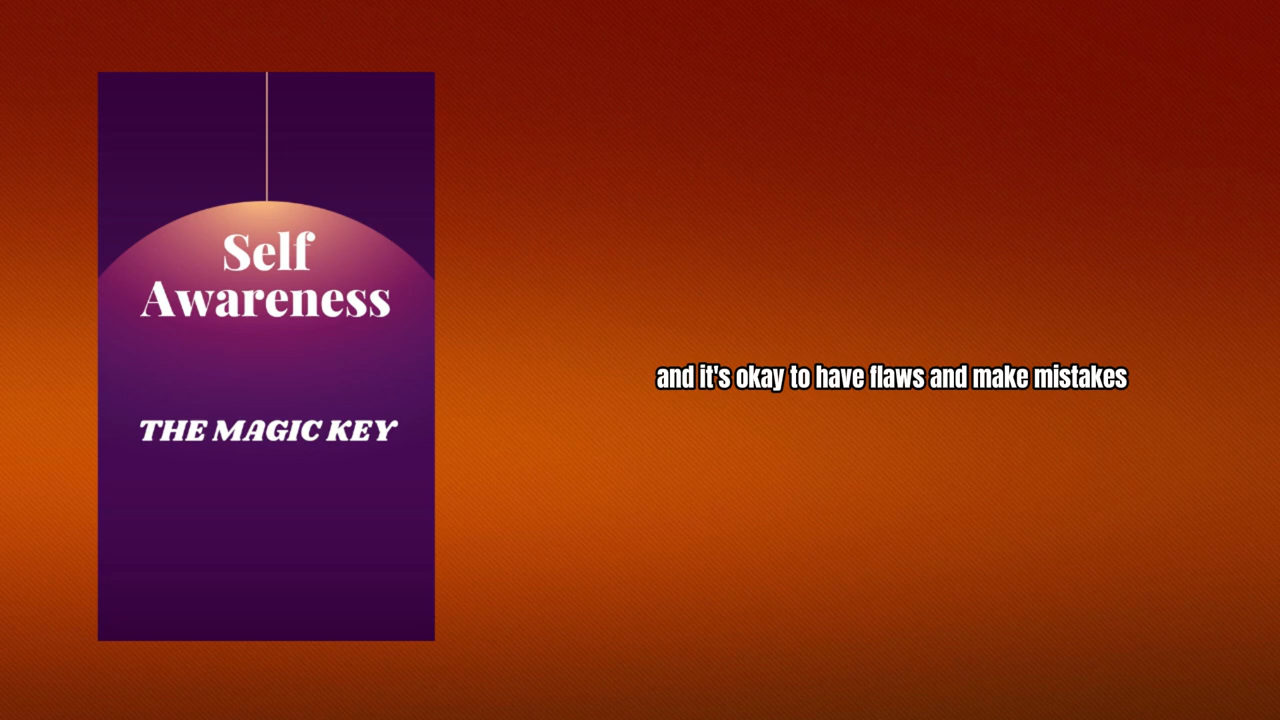 Self
Awareness
THE MAGIC KEY
and it's okay to have flaws and make mistakes